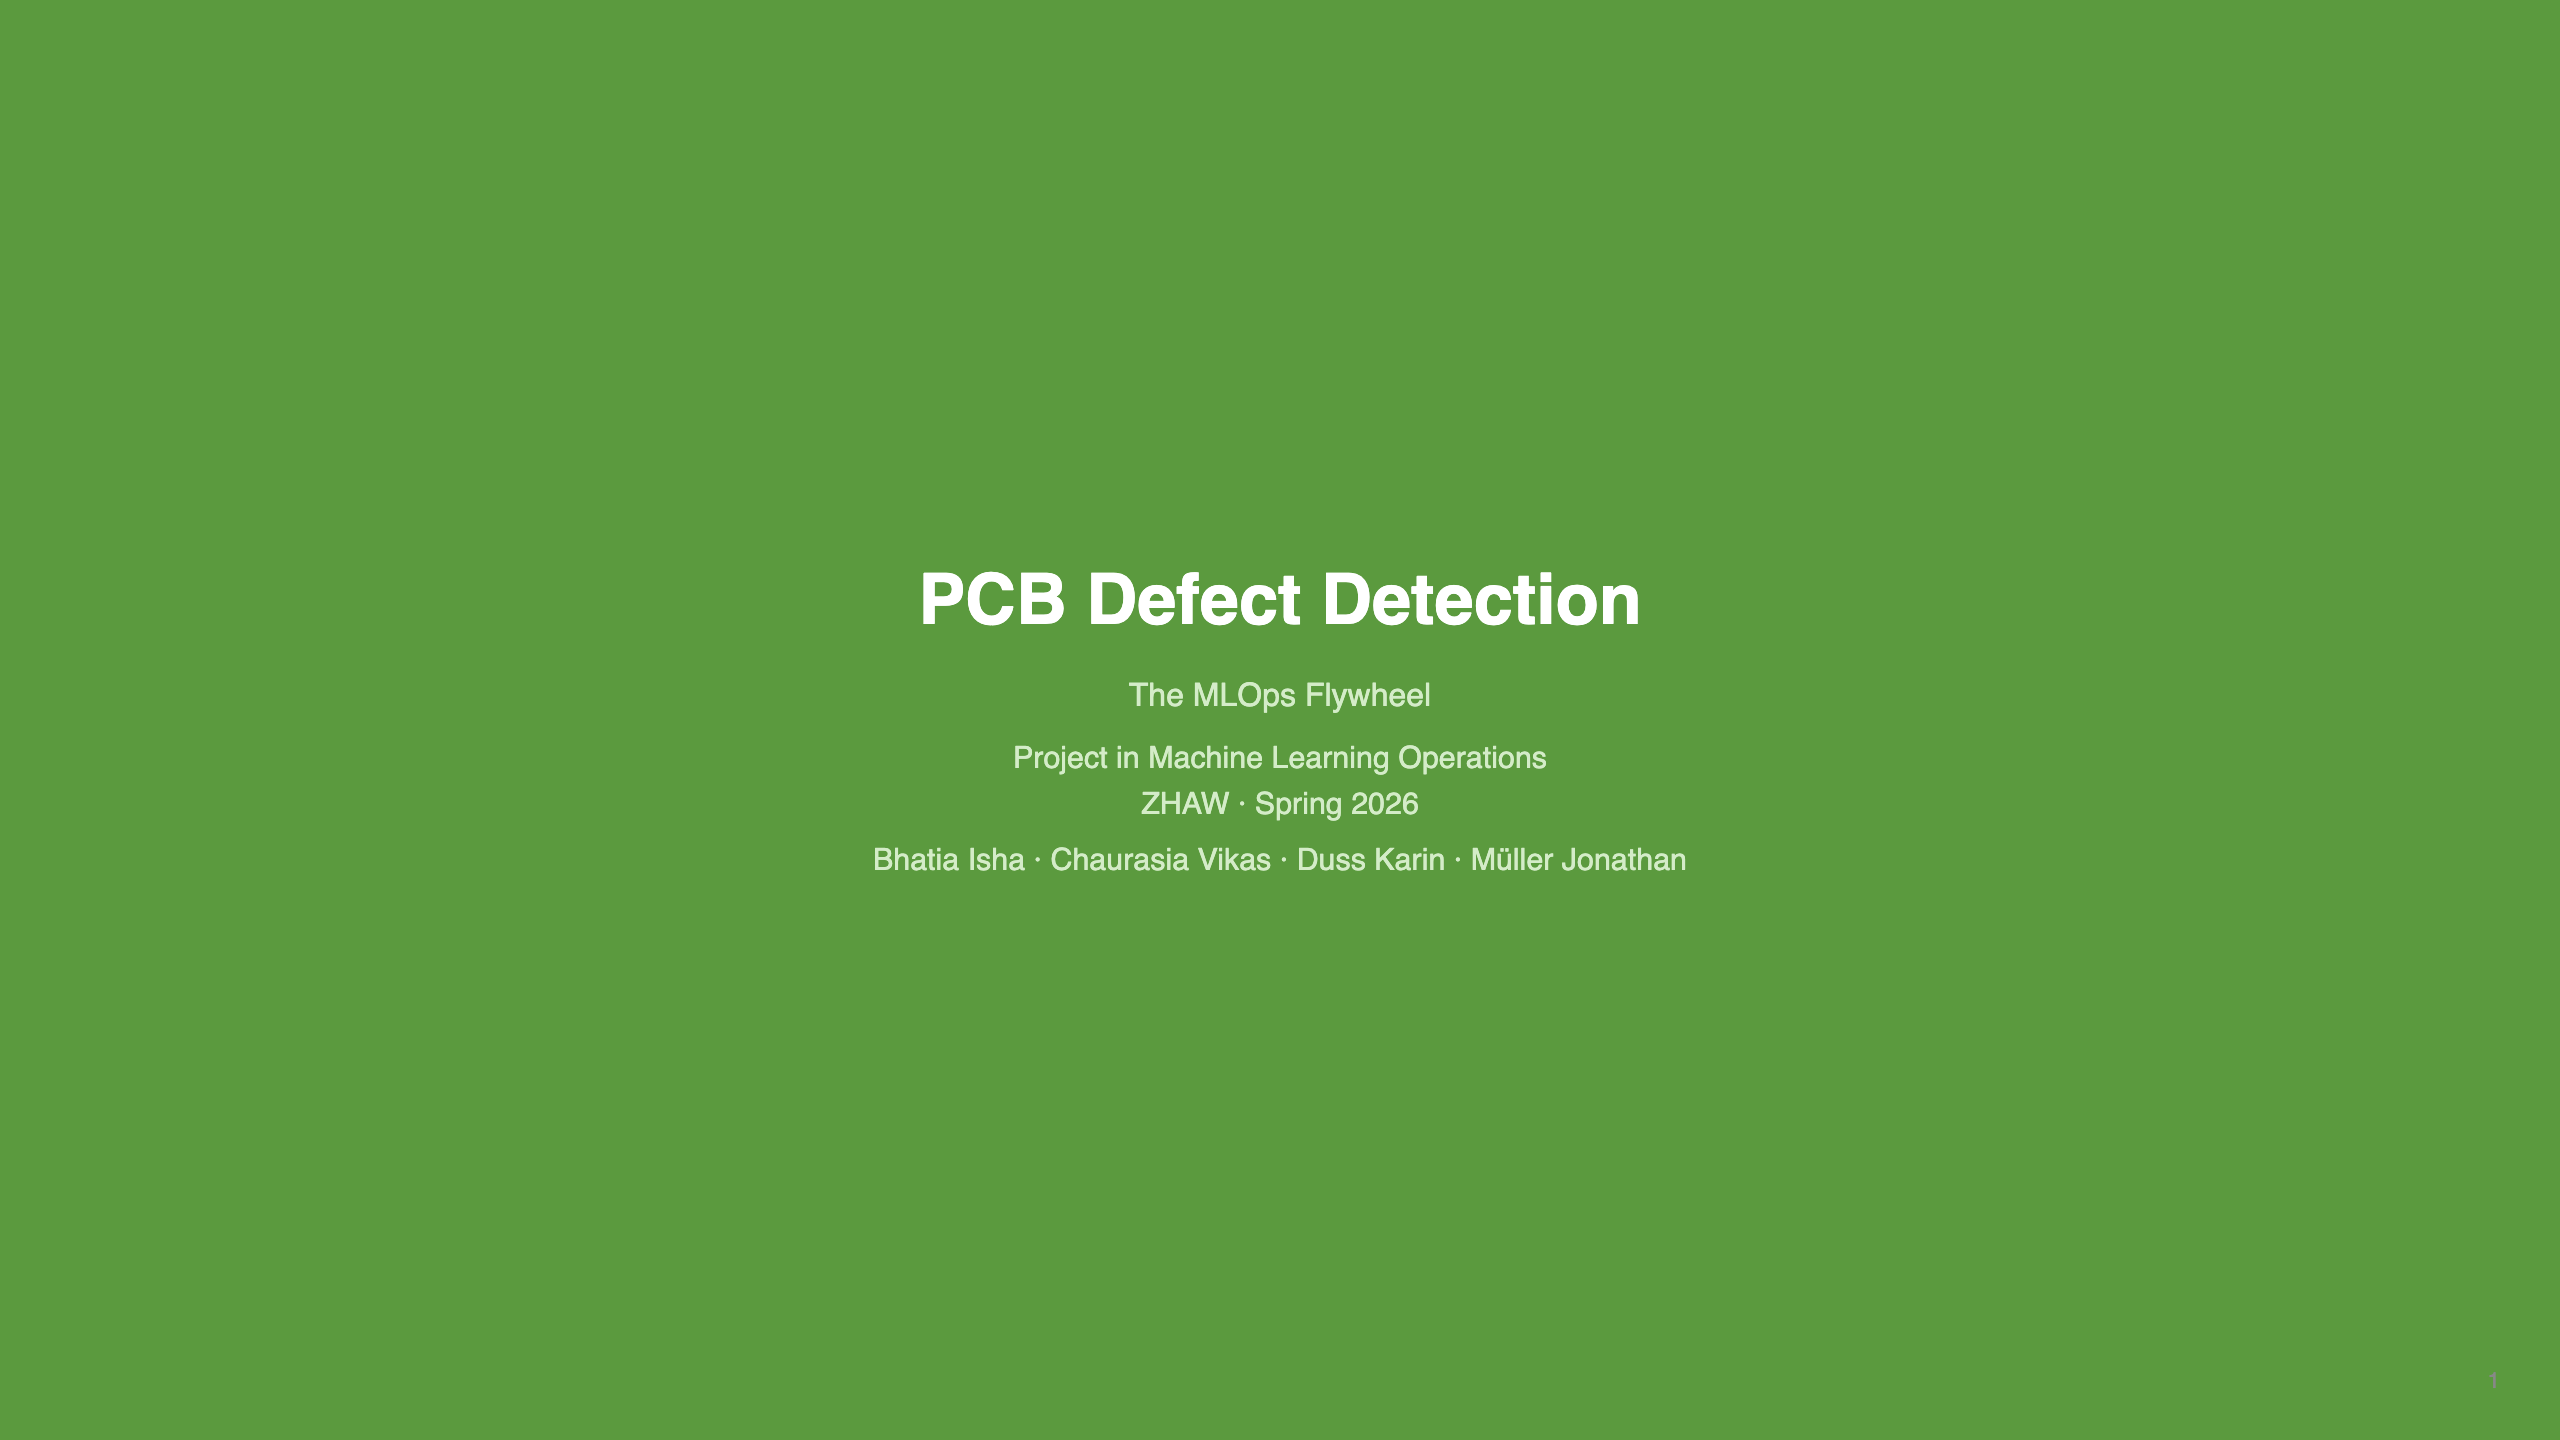 PCB Defect Detection
The MLOps Flywheel
Project in Machine Learning Operations
ZHAW · Spring 2026
Bhatia Isha · Chaurasia Vikas · Duss Karin · Müller Jonathan
1